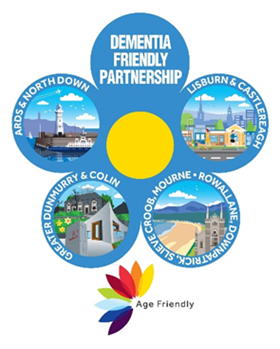 DEMENTIA
FRIENDLY
PARTNERSHIP
ARDS & NORTH DOWN
LISBURN & CASTLEREAGH
GREATER DUNMURRY & COLIN
ROWALLANE, DOWNPATRICK, SLIEVE CROOB, MOURNE •
Age Friendly